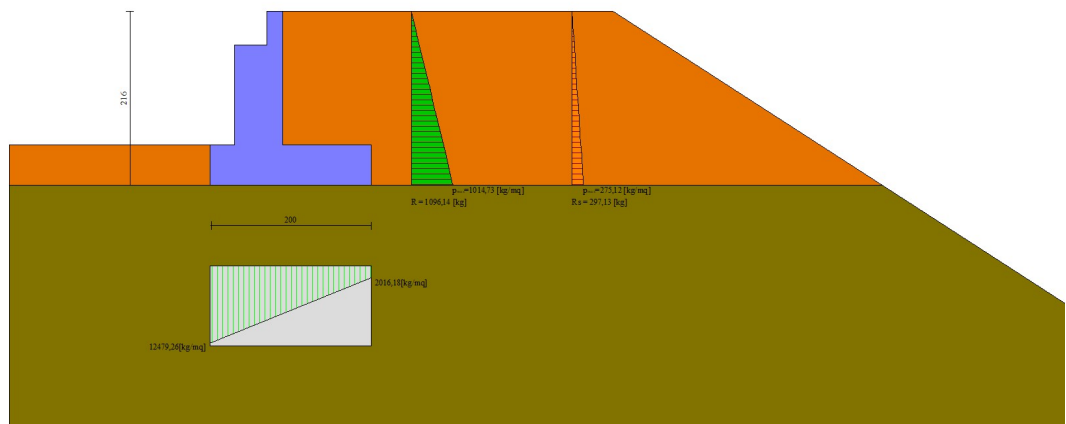 216
pₘₐₓ=1014,73 [kg/mq]
R = 1096,14 [kg]
pₘₐₓ=275,12 [kg/mq]
Rs = 297,13 [kg]
200
2016,18[kg/mq]
12479,26[kg/mq]